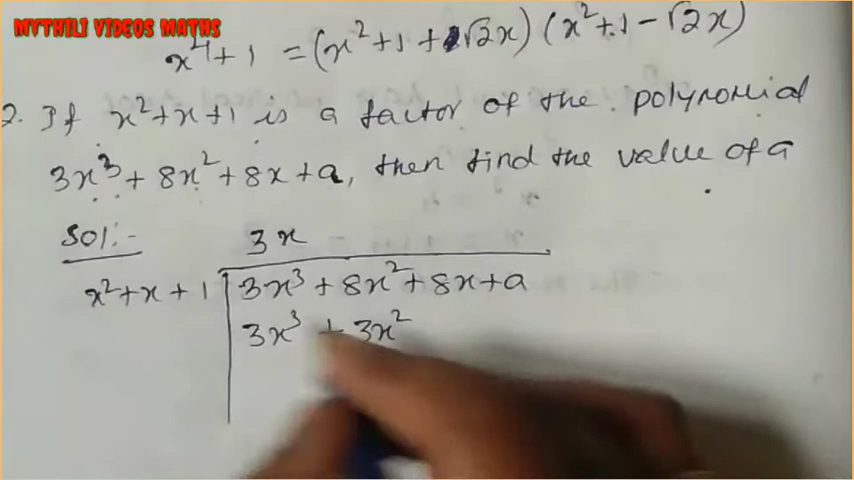 MYTHILI VIDEOS MATHS
x⁴+1 = (x²+1+√2x) (x²+1-√2x)
2. If x²+x+1 is a factor of the polynomial
3x³+8x²+8x+a, then find the value of a
Sol:-
3x
x²+x+1 | 3x³+8x²+8x+a
3x³+3x²